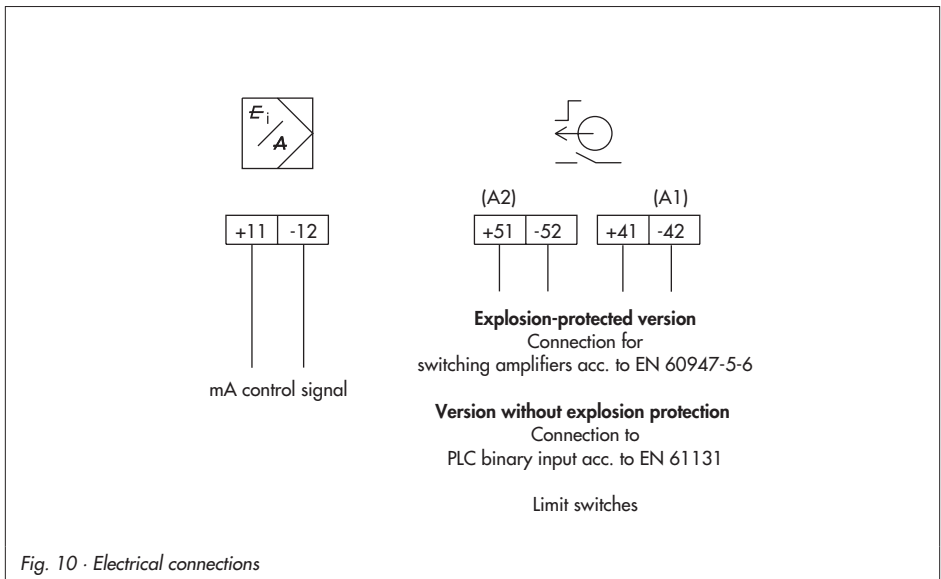 E i / A
(A2) (A1)
+11 -12 +51 -52 +41 -42
mA control signal
Explosion-protected version
Connection for
switching amplifiers acc. to EN 60947-5-6
Version without explosion protection
Connection to
PLC binary input acc. to EN 61131
Limit switches
Fig. 10 · Electrical connections